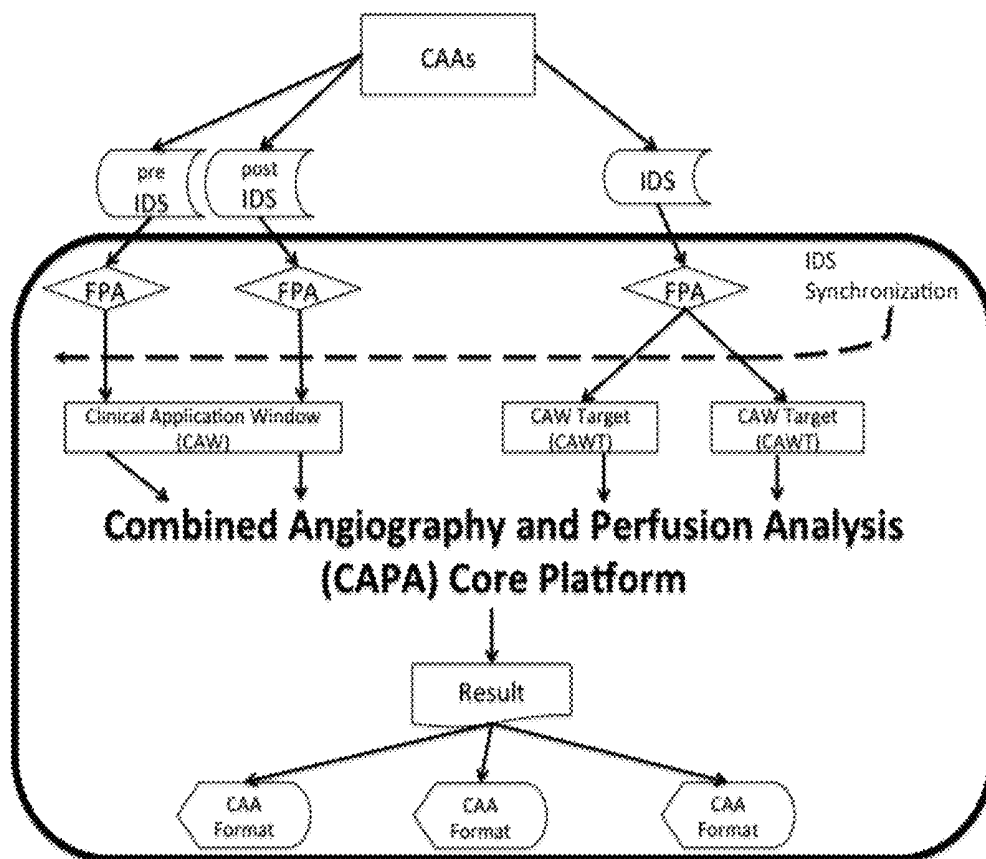 CAAs
pre
IDS
post
IDS
IDS
FPA
FPA
FPA
IDS
Synchronization
Clinical Application Window
(CAW)
CAW Target
(CAWT)
CAW Target
(CAWT)
Combined Angiography and Perfusion Analysis
(CAPA) Core Platform
Result
CAA
Format
CAA
Format
CAA
Format